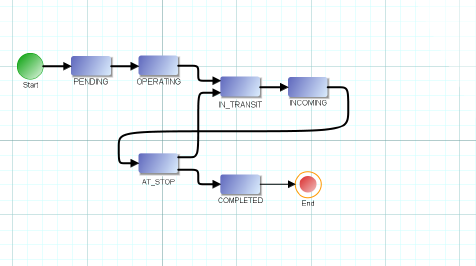 Start
PENDING
OPERATING
IN_TRANSIT
INCOMING
AT_STOP
COMPLETED
End